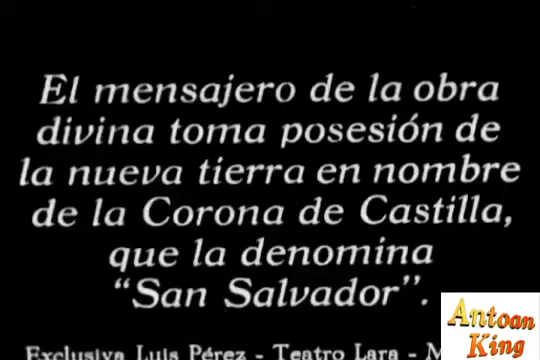 El mensajero de la obra
divina toma posesión de
la nueva tierra en nombre
de la Corona de Castilla,
que la denomina
“San Salvador”.
Exclusiva Luis Pérez - Teatro Lara -
Antoan
King